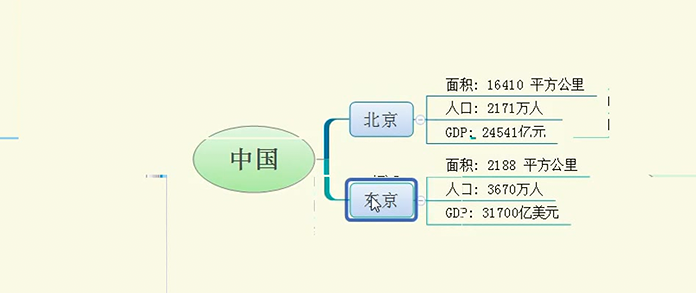 中国
北京
面积: 16410 平方公里
人口: 2171万人
GDP: 24541亿元
东京
面积: 2188 平方公里
人口: 3670万人
GDP: 31700亿美元